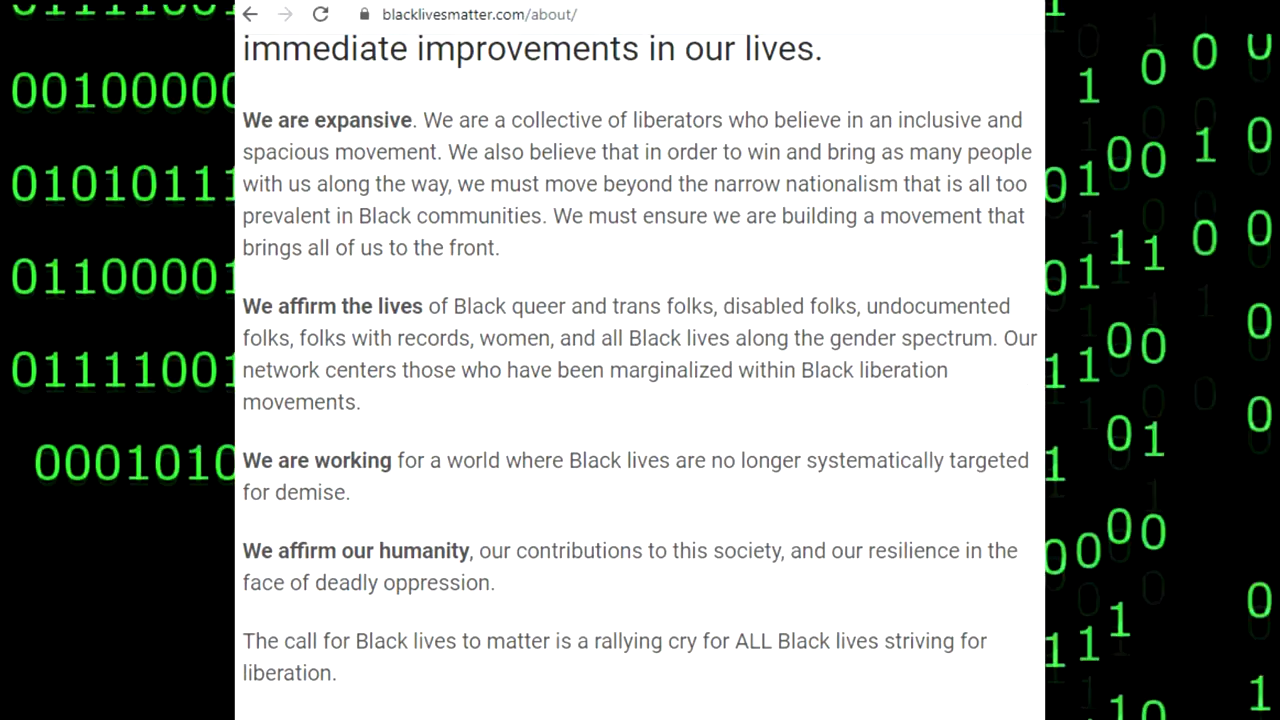 blacklivesmatter.com/about/
immediate improvements in our lives.
We are expansive. We are a collective of liberators who believe in an inclusive and
spacious movement. We also believe that in order to win and bring as many people
with us along the way, we must move beyond the narrow nationalism that is all too
prevalent in Black communities. We must ensure we are building a movement that
brings all of us to the front.
We affirm the lives of Black queer and trans folks, disabled folks, undocumented
folks, folks with records, women, and all Black lives along the gender spectrum. Our
network centers those who have been marginalized within Black liberation
movements.
We are working for a world where Black lives are no longer systematically targeted
for demise.
We affirm our humanity, our contributions to this society, and our resilience in the
face of deadly oppression.
The call for Black lives to matter is a rallying cry for ALL Black lives striving for
liberation.
0010000
01010111
01100001
01111001
0001010